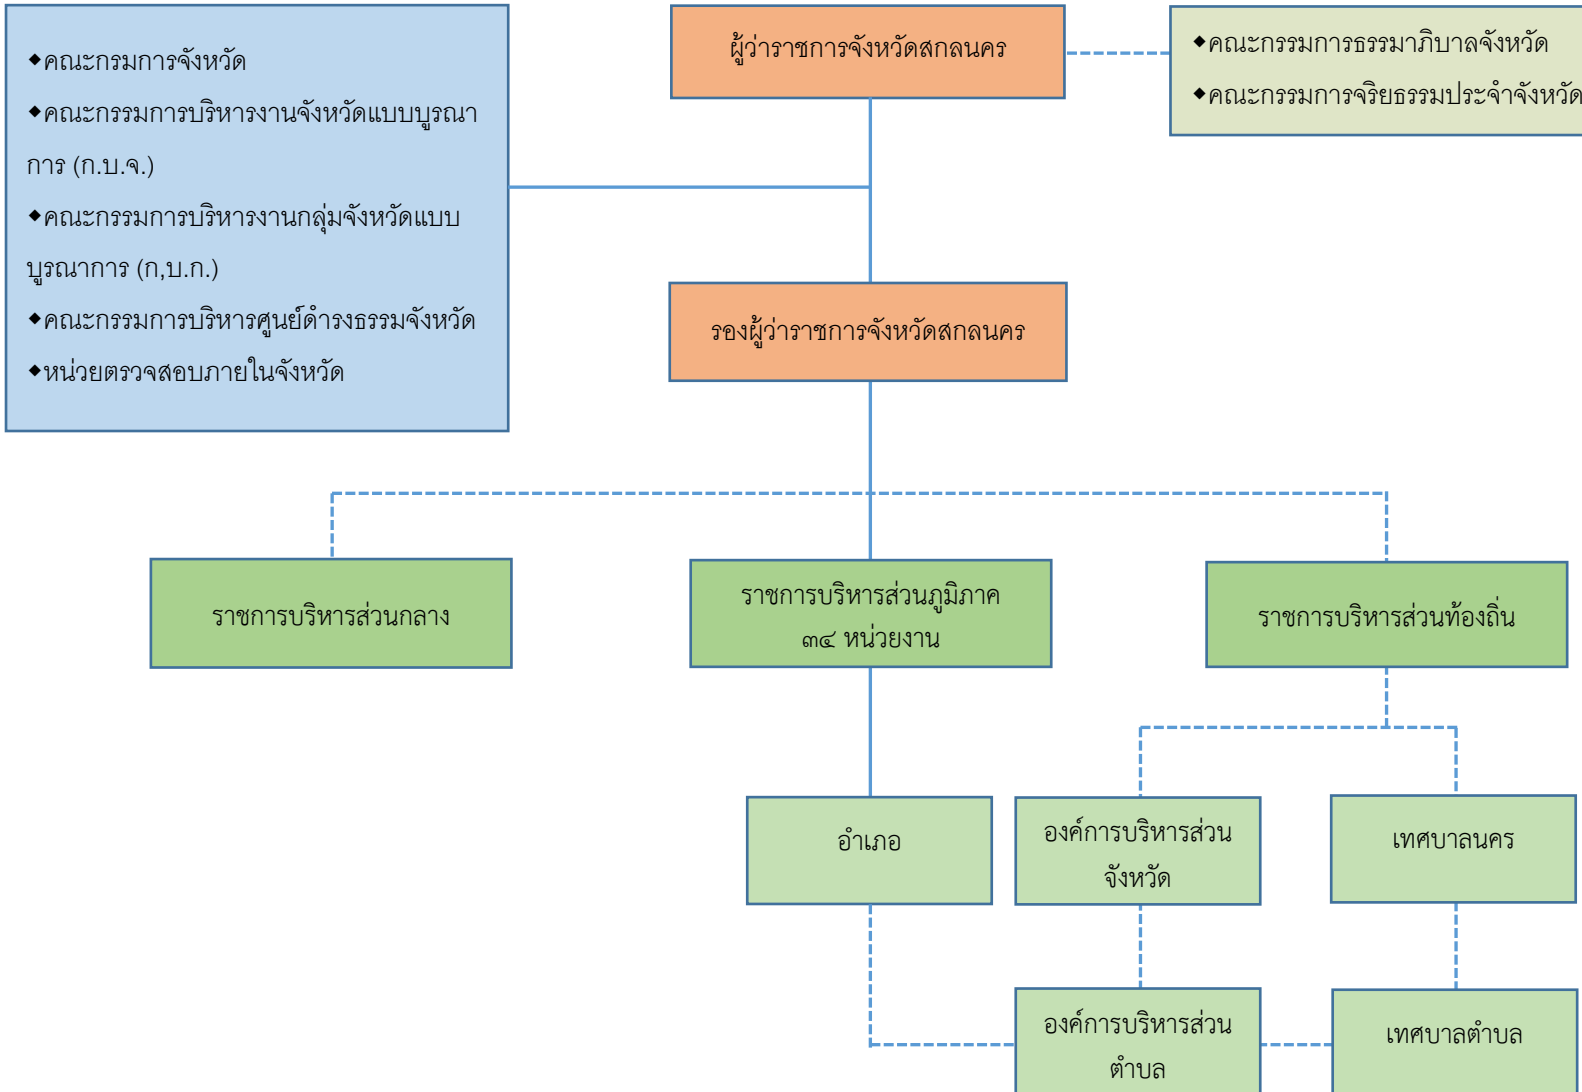 ◆คณะกรมการจังหวัด
◆คณะกรรมการบริหารงานจังหวัดแบบบูรณา
การ (ก.บ.จ.)
◆คณะกรรมการบริหารงานกลุ่มจังหวัดแบบ
บูรณาการ (ก,บ.ก.)
◆คณะกรรมการบริหารศูนย์ดำรงธรรมจังหวัด
◆หน่วยตรวจสอบภายในจังหวัด
ผู้ว่าราชการจังหวัดสกลนคร
◆คณะกรรมการธรรมาภิบาลจังหวัด
◆คณะกรรมการจริยธรรมประจำจังหวัด
รองผู้ว่าราชการจังหวัดสกลนคร
ราชการบริหารส่วนกลาง
ราชการบริหารส่วนภูมิภาค
๓๔ หน่วยงาน
ราชการบริหารส่วนท้องถิ่น
อำเภอ
องค์การบริหารส่วน
จังหวัด
เทศบาลนคร
องค์การบริหารส่วน
ตำบล
เทศบาลตำบล